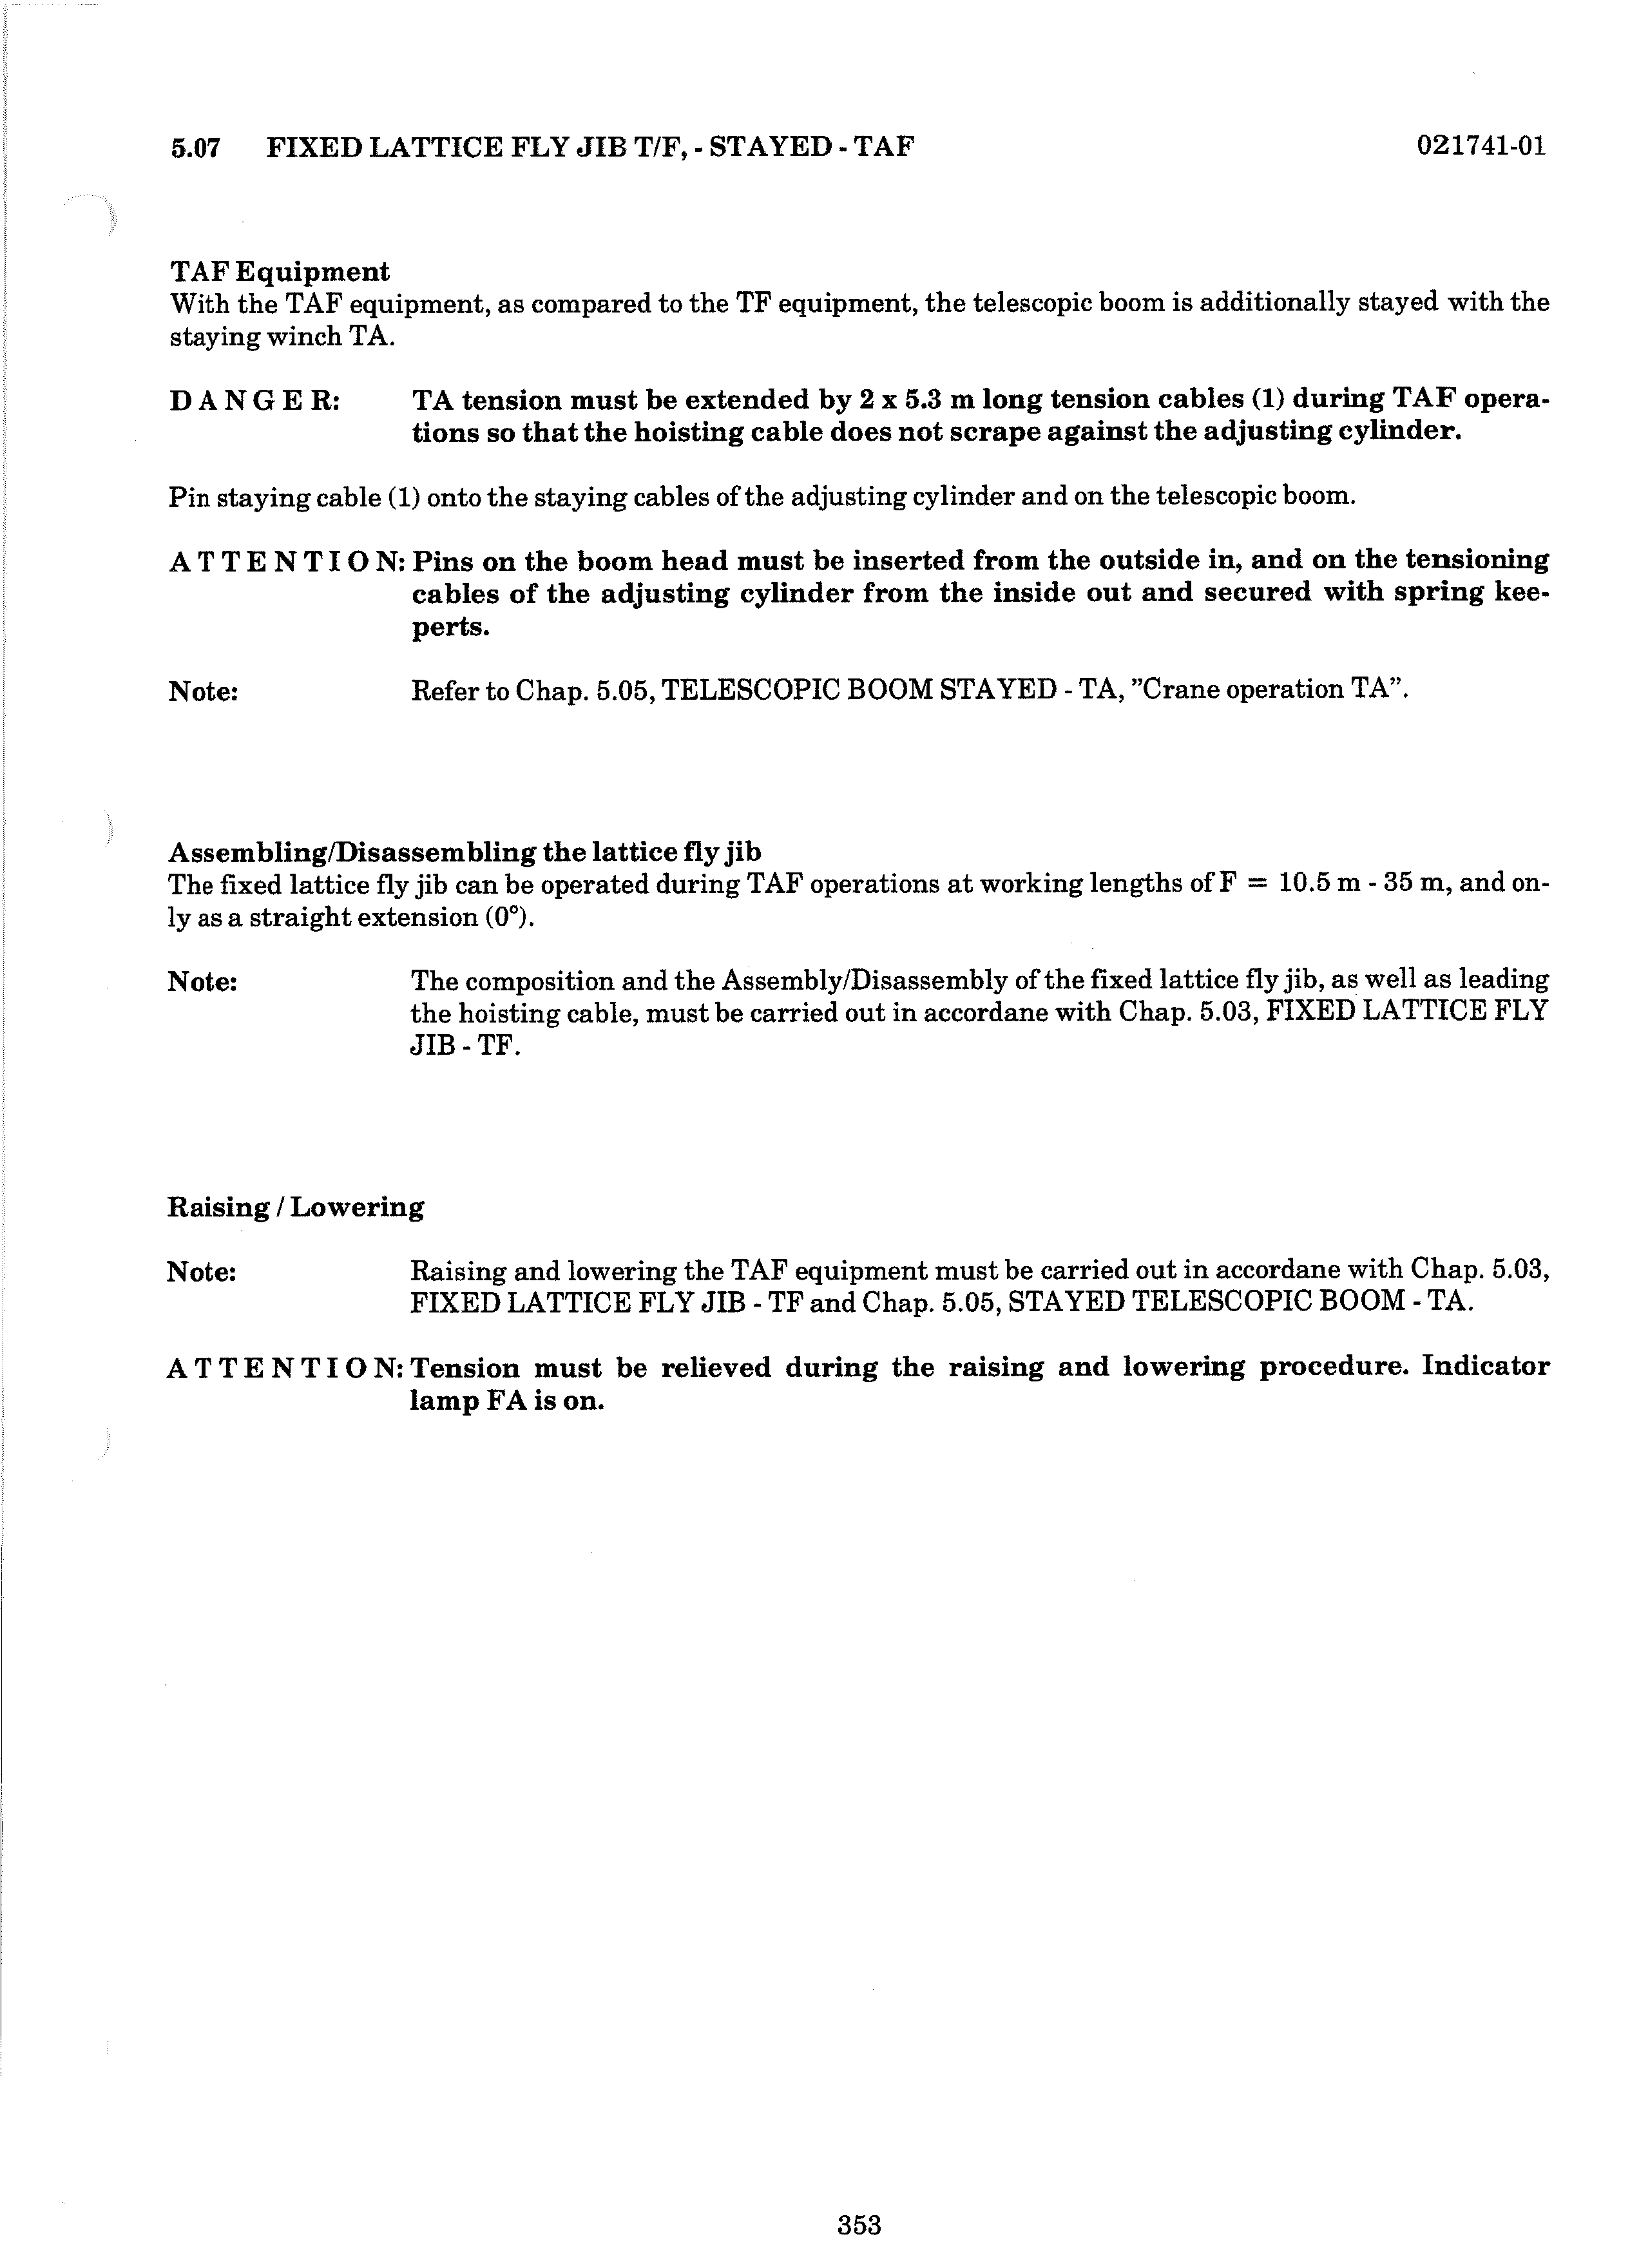 5.07 FIXED LATTICE FLY JIB T/F, - STAYED - TAF 021741-01
TAF Equipment
With the TAF equipment, as compared to the TF equipment, the telescopic boom is additionally stayed with the
staying winch TA.
D A N G E R: TA tension must be extended by 2 x 5.3 m long tension cables (1) during TAF opera-
tions so that the hoisting cable does not scrape against the adjusting cylinder.
Pin staying cable (1) onto the staying cables of the adjusting cylinder and on the telescopic boom.
A T T E N T I O N: Pins on the boom head must be inserted from the outside in, and on the tensioning
cables of the adjusting cylinder from the inside out and secured with spring kee-
perts.
Note: Refer to Chap. 5.05, TELESCOPIC BOOM STAYED - TA, ”Crane operation TA”.
Assembling/Disassembling the lattice fly jib
The fixed lattice fly jib can be operated during TAF operations at working lengths of F = 10.5 m - 35 m, and on-
ly as a straight extension (0°).
Note: The composition and the Assembly/Disassembly of the fixed lattice fly jib, as well as leading
the hoisting cable, must be carried out in accordane with Chap. 5.03, FIXED LATTICE FLY
JIB - TF.
Raising / Lowering
Note: Raising and lowering the TAF equipment must be carried out in accordane with Chap. 5.03,
FIXED LATTICE FLY JIB - TF and Chap. 5.05, STAYED TELESCOPIC BOOM - TA.
A T T E N T I O N: Tension must be relieved during the raising and lowering procedure. Indicator
lamp FA is on.
353